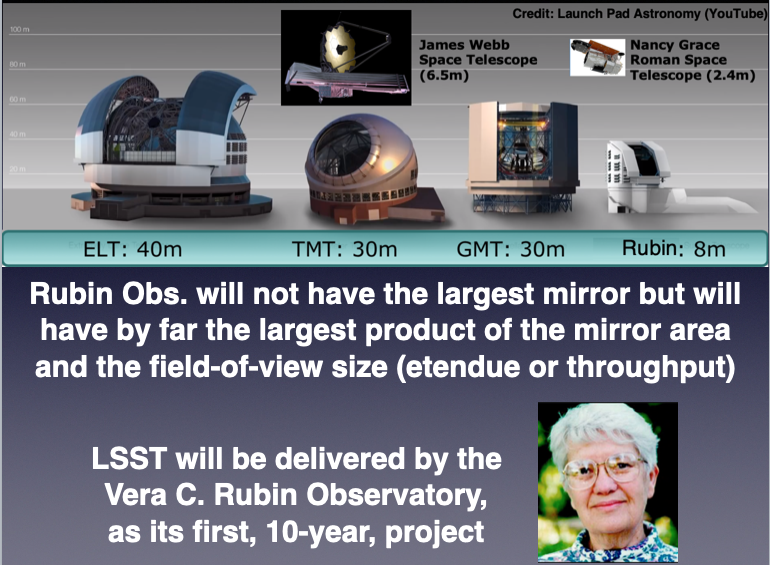 Credit: Launch Pad Astronomy (YouTube)
100 m
James Webb
Space Telescope
(6.5m)
Nancy Grace
Roman Space
Telescope (2.4m)
80 m
60 m
40 m
20 m
ELT: 40m
TMT: 30m
GMT: 30m
Rubin: 8m
Rubin Obs. will not have the largest mirror but will
have by far the largest product of the mirror area
and the field-of-view size (etendue or throughput)
LSST will be delivered by the
Vera C. Rubin Observatory,
as its first, 10-year, project